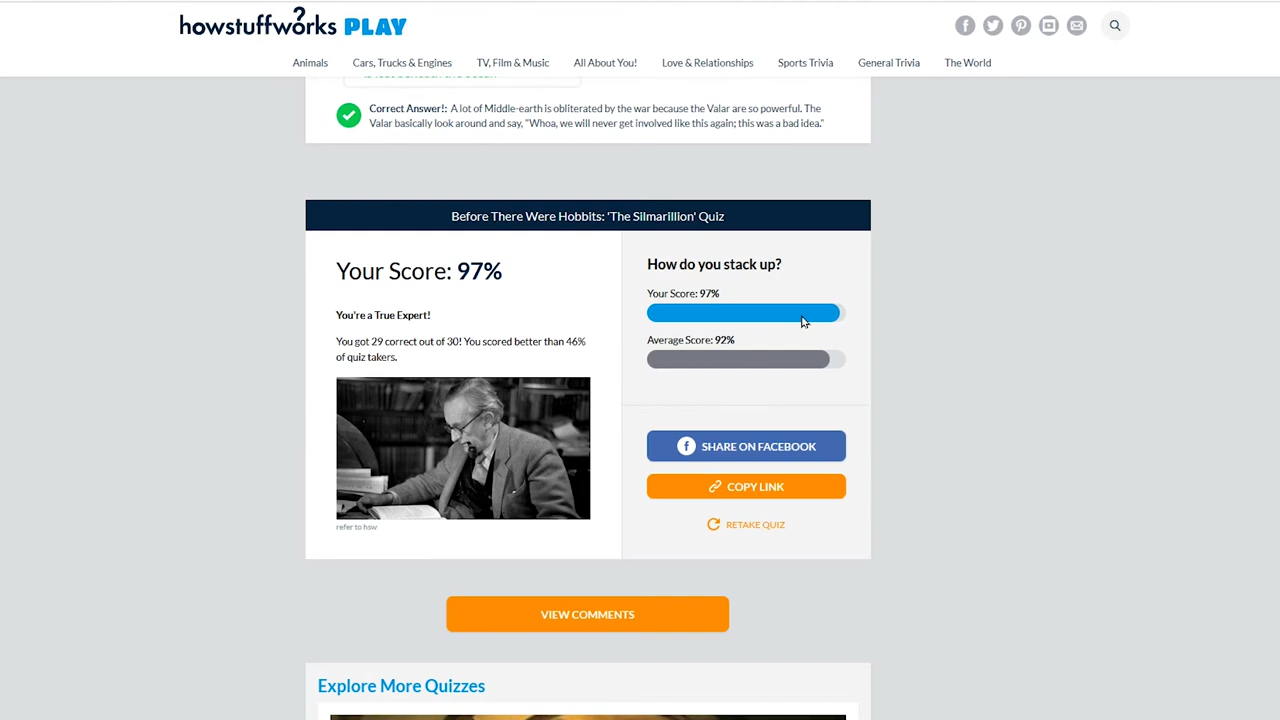 howstuffworks PLAY
Animals
Cars, Trucks & Engines
TV, Film & Music
All About You!
Love & Relationships
Sports Trivia
General Trivia
The World
Correct Answer!: A lot of Middle-earth is obliterated by the war because the Valar are so powerful. The
Valar basically look around and say, "Whoa, we will never get involved like this again; this was a bad idea."
Before There Were Hobbits: 'The Silmarillion' Quiz
Your Score: 97%
You're a True Expert!
You got 29 correct out of 30! You scored better than 46%
of quiz takers.
refer to hsw
How do you stack up?
Your Score: 97%
Average Score: 92%
SHARE ON FACEBOOK
COPY LINK
RETAKE QUIZ
VIEW COMMENTS
Explore More Quizzes